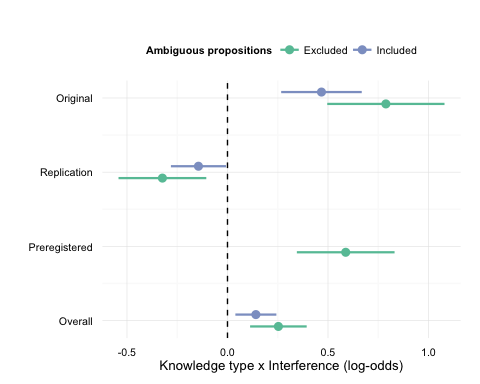 Ambiguous propositions Excluded Included
Original
Replication
Preregistered
Overall
-0.5 0.0 0.5 1.0
Knowledge type x Interference (log-odds)